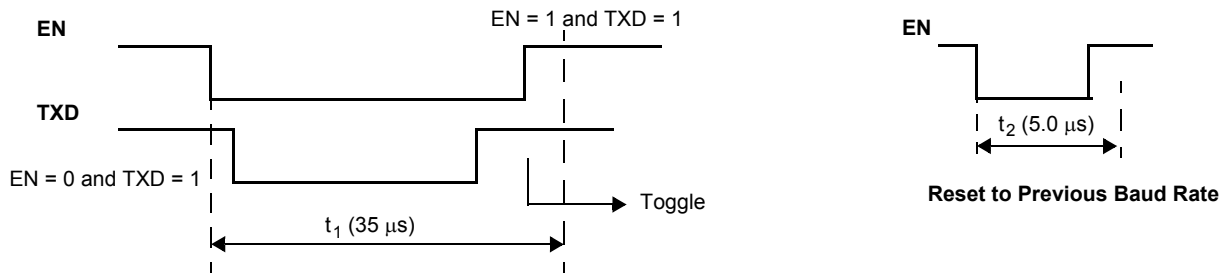 EN = 1 and TXD = 1
EN
EN
TXD
t1 (35 μs)
EN = 0 and TXD = 1
Toggle
t2 (5.0 μs)
Reset to Previous Baud Rate